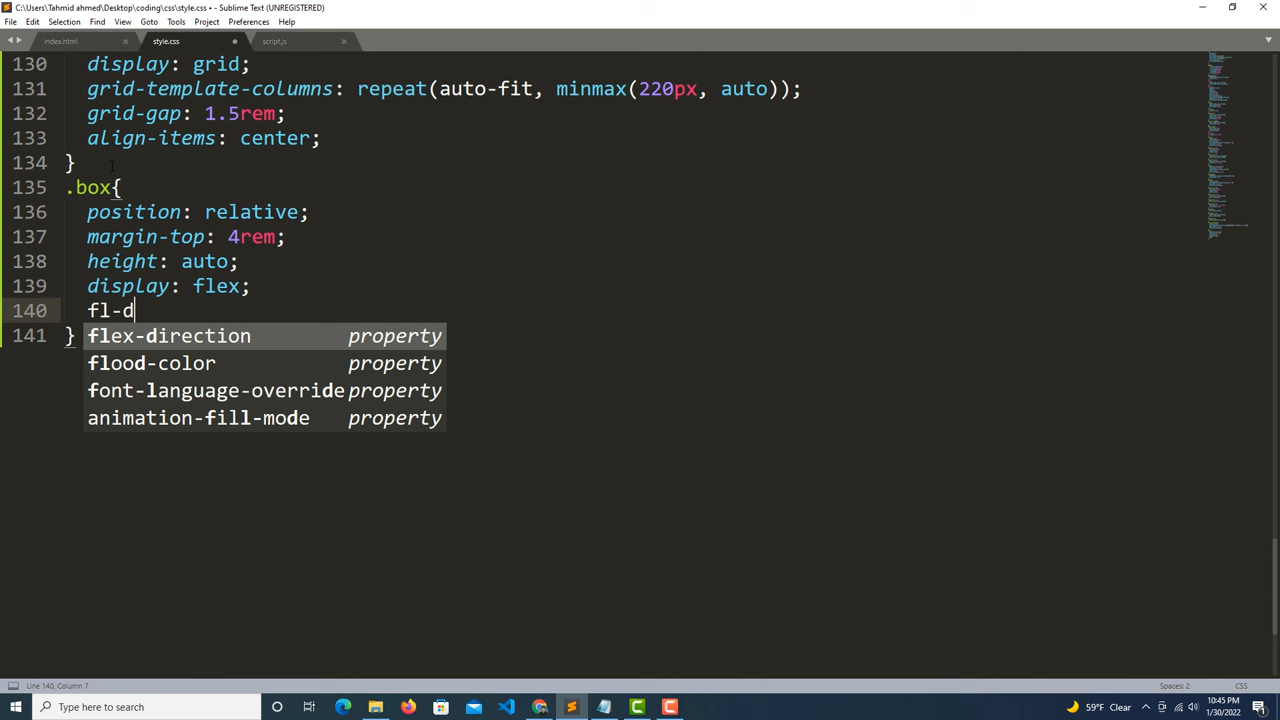 C:\Users\Tahmid ahmed\Desktop\coding\css\style.css • - Sublime Text (UNREGISTERED)
File Edit Selection Find View Goto Tools Project Preferences Help
index.html style.css script.js
130 display: grid;
131 grid-template-columns: repeat(auto-fit, minmax(220px, auto));
132 grid-gap: 1.5rem;
133 align-items: center;
134 }
135 .box{
136 position: relative;
137 margin-top: 4rem;
138 height: auto;
139 display: flex;
140 fl-d
141 } flex-direction property
flood-color property
font-language-override property
animation-fill-mode property
Line 140, Column 7 Spaces: 2 CSS
Type here to search 59°F Clear 10:45 PM
1/30/2022